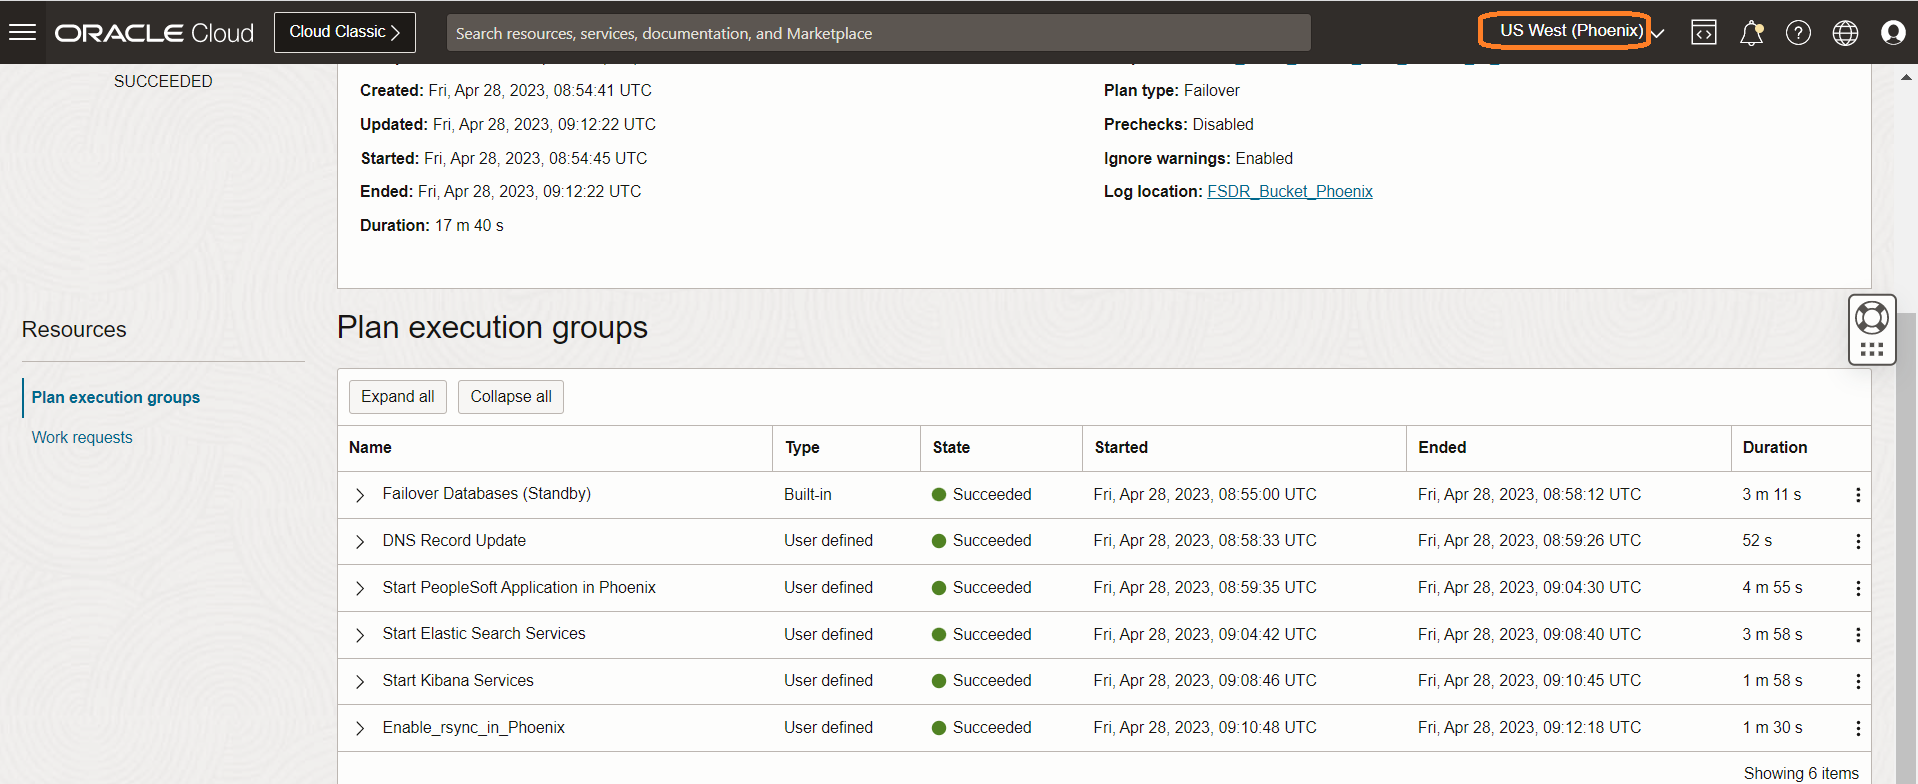 ORACLE Cloud
Cloud Classic
Search resources, services, documentation, and Marketplace
US West (Phoenix)
SUCCEEDED
Created: Fri, Apr 28, 2023, 08:54:41 UTC
Updated: Fri, Apr 28, 2023, 09:12:22 UTC
Started: Fri, Apr 28, 2023, 08:54:45 UTC
Ended: Fri, Apr 28, 2023, 09:12:22 UTC
Duration: 17 m 40 s
Plan type: Failover
Prechecks: Disabled
Ignore warnings: Enabled
Log location: FSDR_Bucket_Phoenix
Resources
Plan execution groups
Work requests
Plan execution groups
Expand all Collapse all
Name Type State Started Ended Duration
Failover Databases (Standby) Built-in Succeeded Fri, Apr 28, 2023, 08:55:00 UTC Fri, Apr 28, 2023, 08:58:12 UTC 3 m 11 s
DNS Record Update User defined Succeeded Fri, Apr 28, 2023, 08:58:33 UTC Fri, Apr 28, 2023, 08:59:26 UTC 52 s
Start PeopleSoft Application in Phoenix User defined Succeeded Fri, Apr 28, 2023, 08:59:35 UTC Fri, Apr 28, 2023, 09:04:30 UTC 4 m 55 s
Start Elastic Search Services User defined Succeeded Fri, Apr 28, 2023, 09:04:42 UTC Fri, Apr 28, 2023, 09:08:40 UTC 3 m 58 s
Start Kibana Services User defined Succeeded Fri, Apr 28, 2023, 09:08:46 UTC Fri, Apr 28, 2023, 09:10:45 UTC 1 m 58 s
Enable_rsync_in_Phoenix User defined Succeeded Fri, Apr 28, 2023, 09:10:48 UTC Fri, Apr 28, 2023, 09:12:18 UTC 1 m 30 s
Showing 6 items